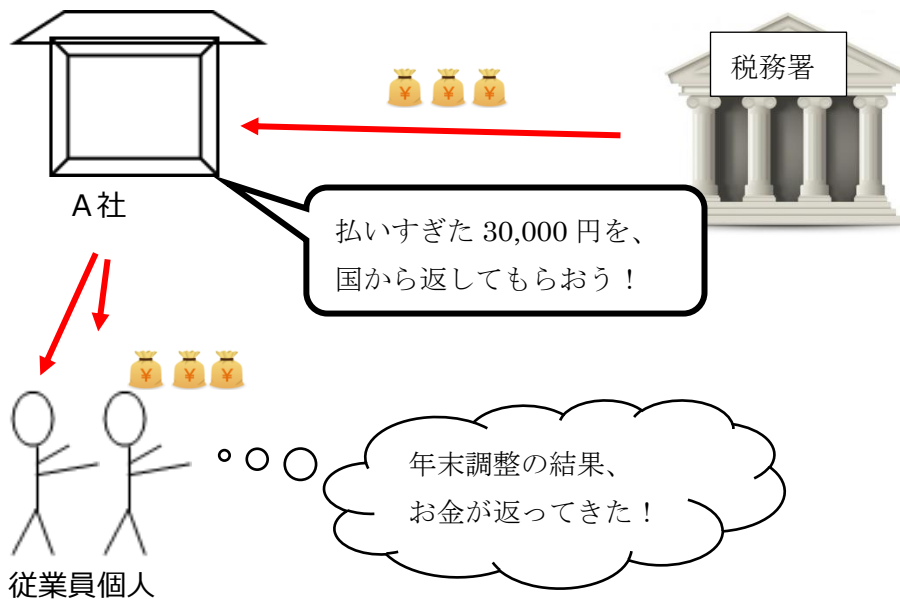 税務署
A社
払いすぎた 30,000 円を、
国から返してもらおう！
¥ ¥ ¥
¥ ¥ ¥
年末調整の結果、
お金が返ってきた！
従業員個人